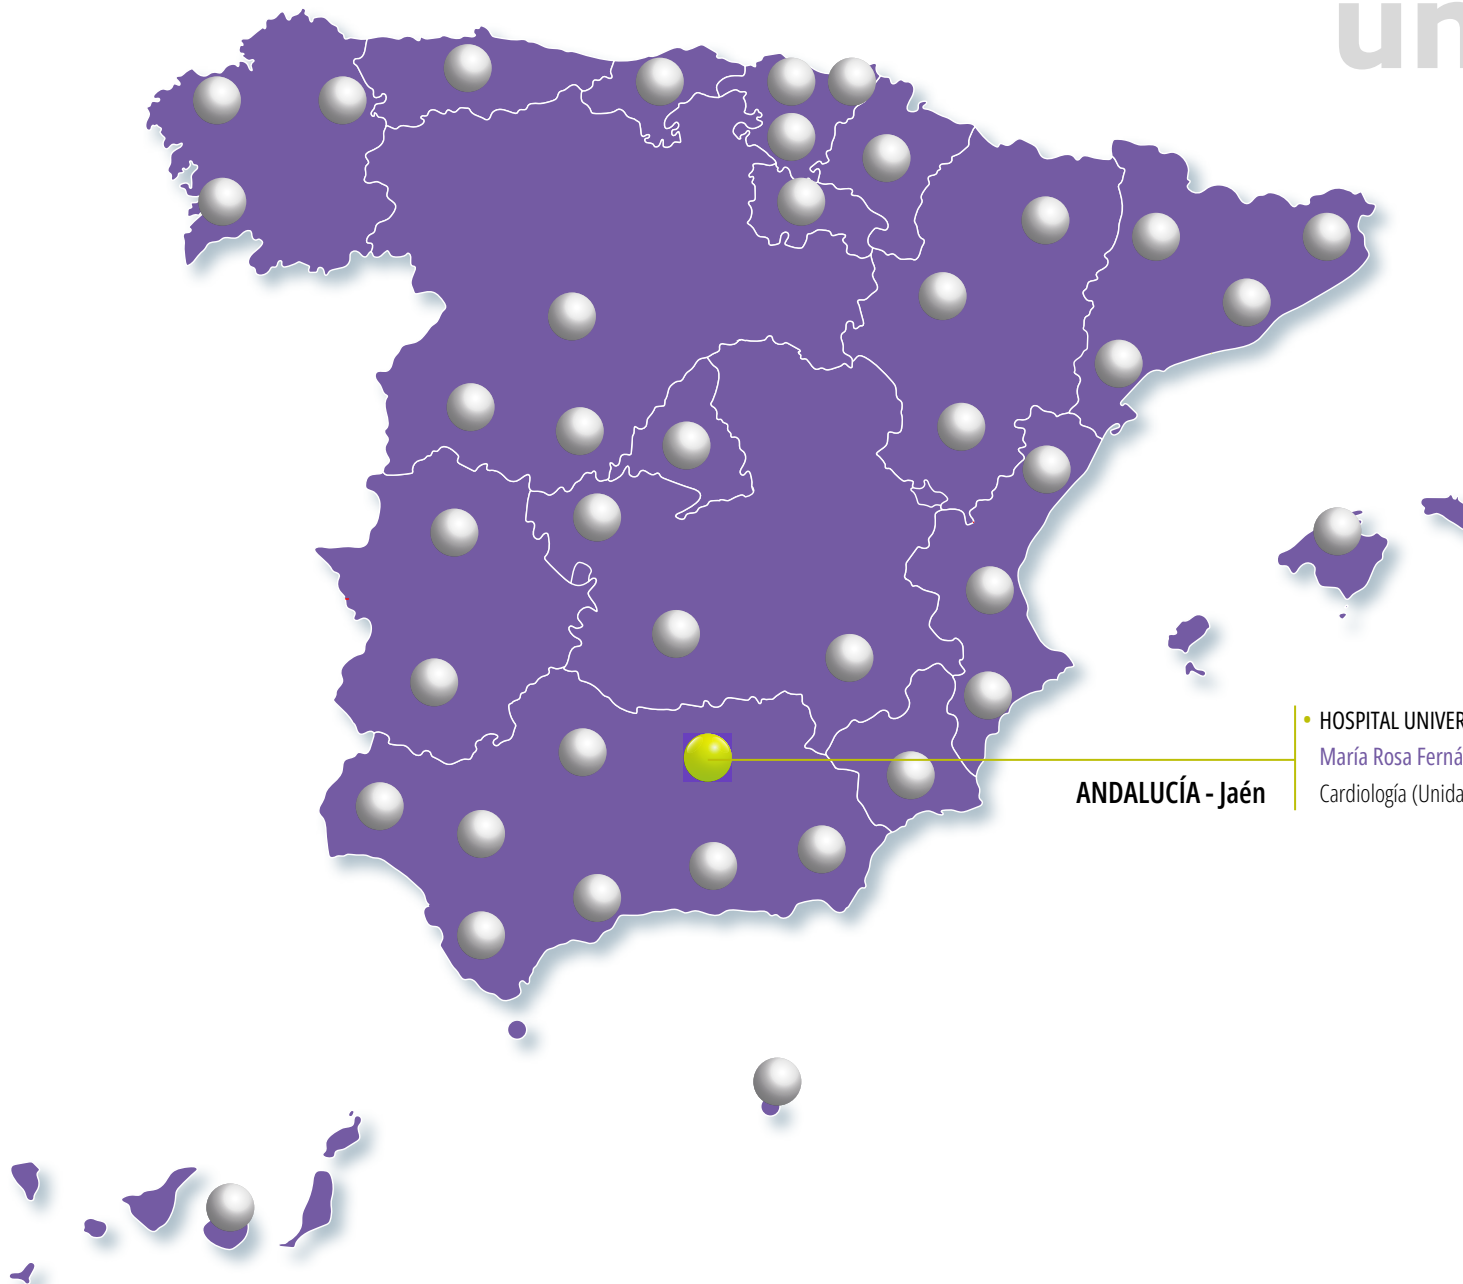 un
• HOSPITAL UNIVER
María Rosa Ferná
ANDALUCÍA - Jaén
Cardiología (Unida